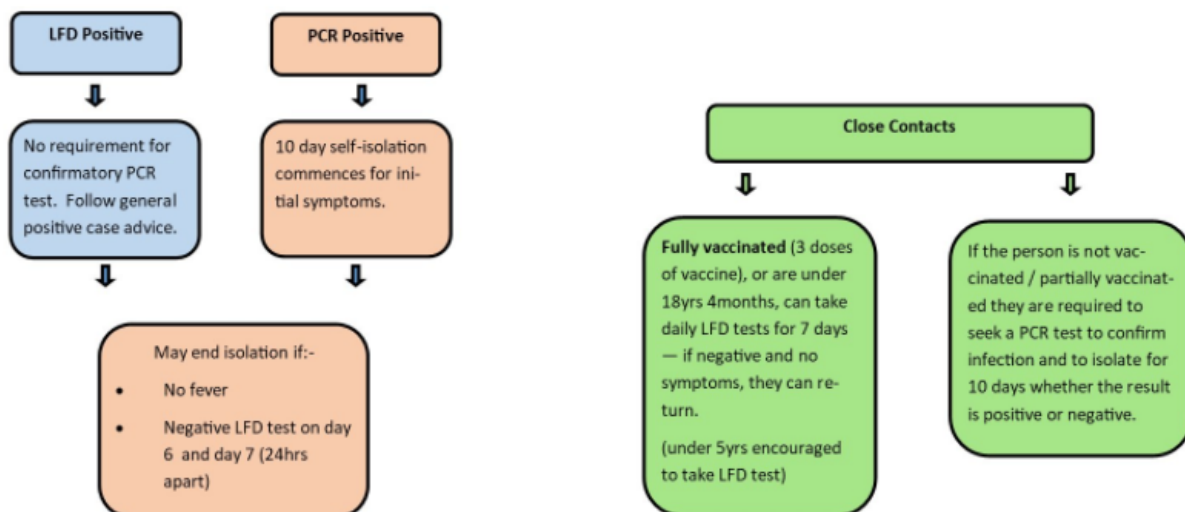 LFD Positive
No requirement for
confirmatory PCR
test. Follow general
positive case advice.
PCR Positive
10 day self-isolation
commences for ini-
tial symptoms.
May end isolation if:-
• No fever
• Negative LFD test on day
6 and day 7 (24hrs
apart)
Close Contacts
Fully vaccinated (3 doses
of vaccine), or are under
18yrs 4months, can take
daily LFD tests for 7 days
— if negative and no
symptoms, they can re-
turn.
(under 5yrs encouraged
to take LFD test)
If the person is not vac-
cinated / partially vaccinat-
ed they are required to
seek a PCR test to confirm
infection and to isolate for
10 days whether the result
is positive or negative.